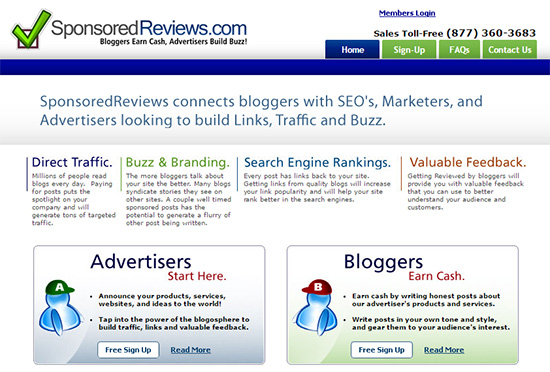 Members Login
SponsoredReviews.com
Bloggers Earn Cash, Advertisers Build Buzz!
Sales Toll-Free (877) 360-3683
Home Sign-Up FAQs Contact Us
SponsoredReviews connects bloggers with SEO's, Marketers, and
Advertisers looking to build Links, Traffic and Buzz.
Direct Traffic.
Millions of people read
blogs every day. Paying
for posts puts the
spotlight on your
company and will
generate tons of targeted
traffic.
Buzz & Branding.
The more bloggers talk about
your site the better. Many blogs
syndicate stories they see on
other sites. A couple well timed
sponsored posts has the
potential to generate a flurry of
other post being written.
Search Engine Rankings.
Every post has links back to your site.
Getting links from quality blogs will increase
your link popularity and will help your site
rank better in the search engines.
Valuable Feedback.
Getting Reviewed by bloggers will
provide you with valuable feedback
that you can use to better
understand your audience and
customers.
Advertisers
Start Here.
A
Announce your products, services,
websites, and ideas to the world!
Tap into the power of the blogosphere to
build traffic, links and valuable feedback.
Free Sign Up Read More
Bloggers
Earn Cash.
B
Earn cash by writing honest posts about
our advertiser's products and services.
Write posts in your own tone and style,
and gear them to your audience's interest.
Free Sign Up Read More